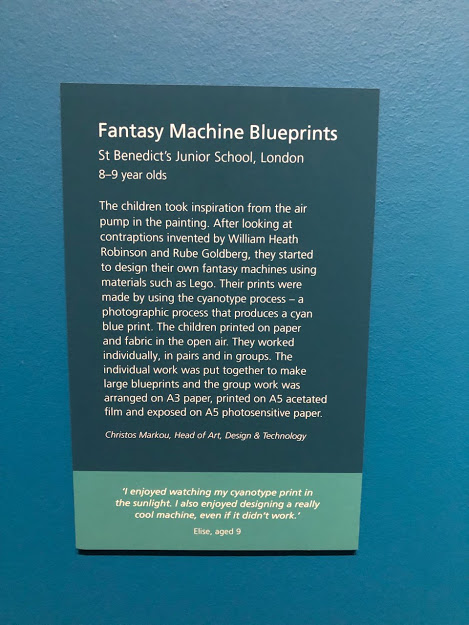 Fantasy Machine Blueprints
St Benedict's Junior School, London
8–9 year olds
The children took inspiration from the air
pump in the painting. After looking at
contraptions invented by William Heath
Robinson and Rube Goldberg, they started
to design their own fantasy machines using
materials such as Lego. Their prints were
made by using the cyanotype process – a
photographic process that produces a cyan
blue print. The children printed on paper
and fabric in the open air. They worked
individually, in pairs and in groups. The
individual work was put together to make
large blueprints and the group work was
arranged on A3 paper, printed on A5 acetated
film and exposed on A5 photosensitive paper.
Christos Markou, Head of Art, Design & Technology
'I enjoyed watching my cyanotype print in
the sunlight. I also enjoyed designing a really
cool machine, even if it didn't work.'
Elise, aged 9